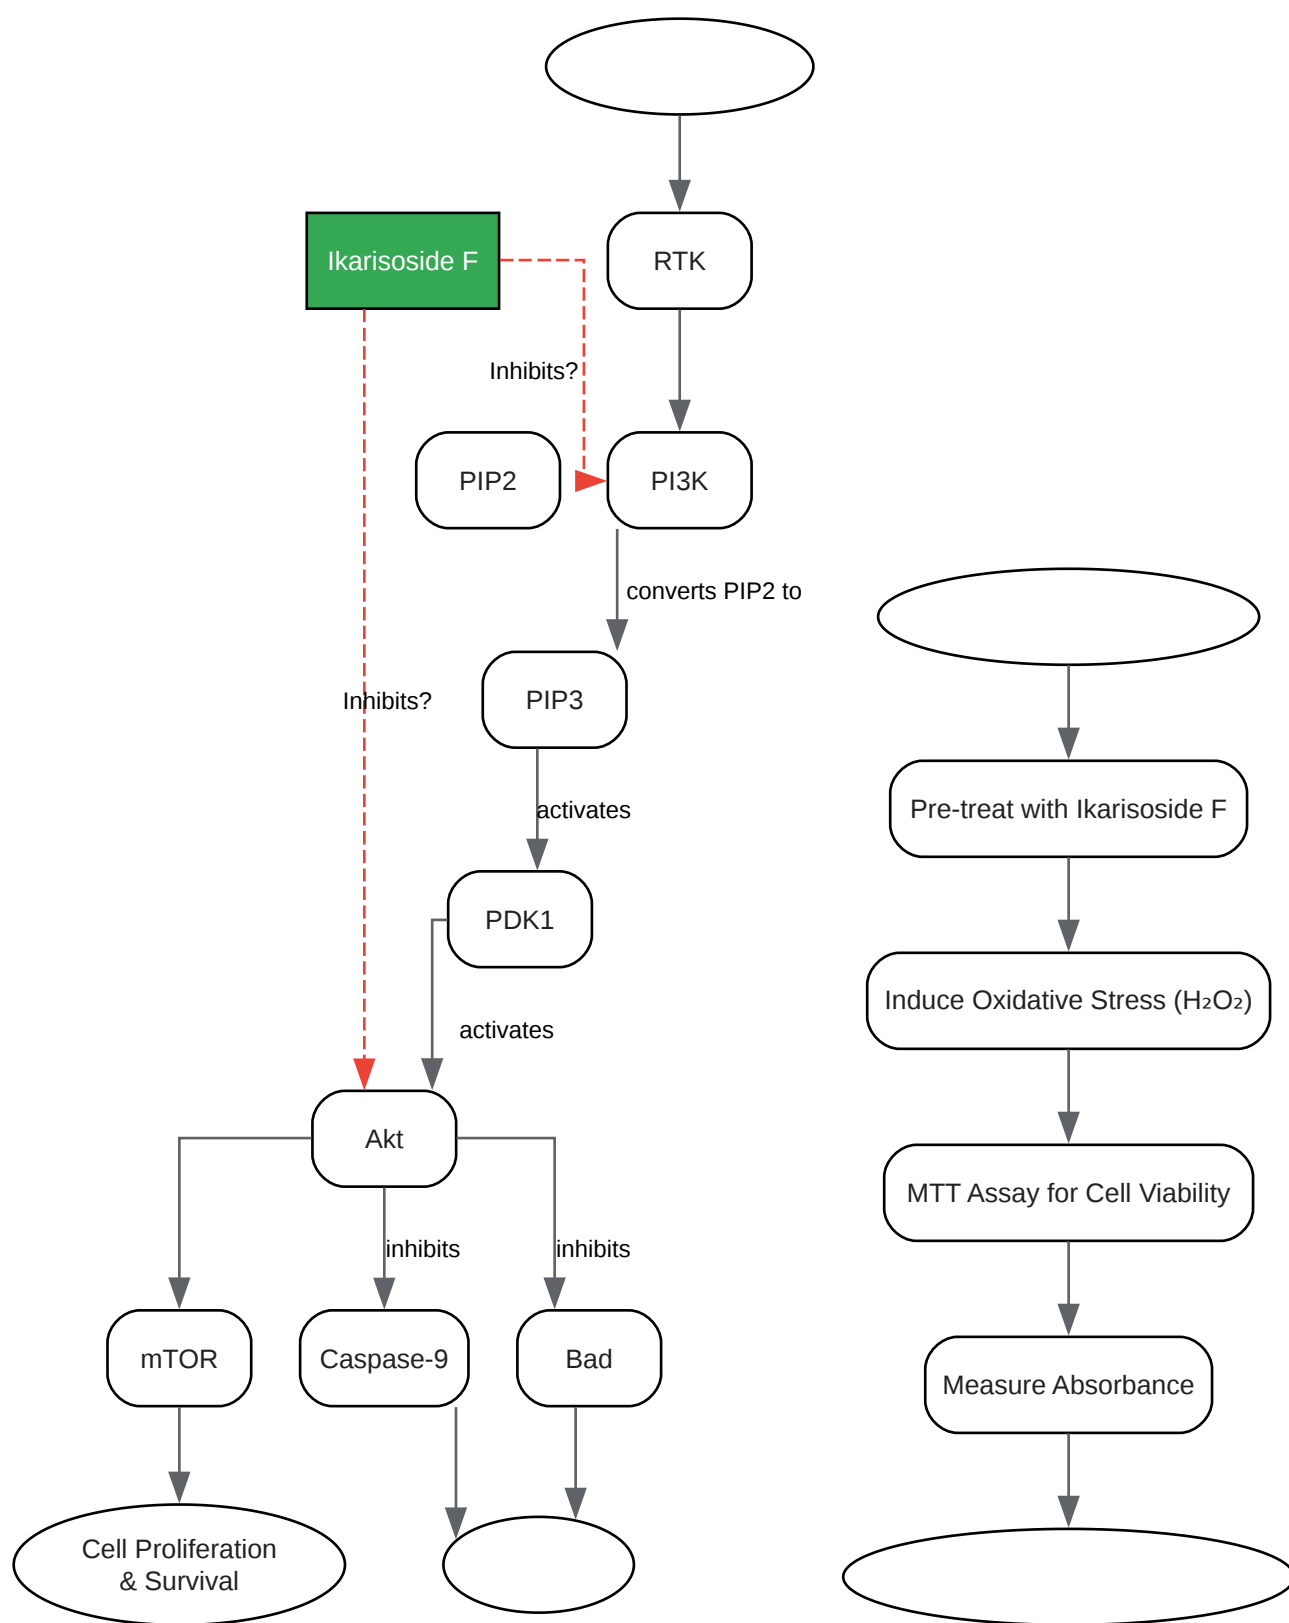 Ikarisoside F
RTK
Inhibits?
PIP2
PI3K
converts PIP2 to
PIP3
Inhibits?
activates
PDK1
activates
Akt
inhibits
inhibits
mTOR
Caspase-9
Bad
Cell Proliferation
& Survival
Pre-treat with Ikarisoside F
Induce Oxidative Stress (H₂O₂)
MTT Assay for Cell Viability
Measure Absorbance